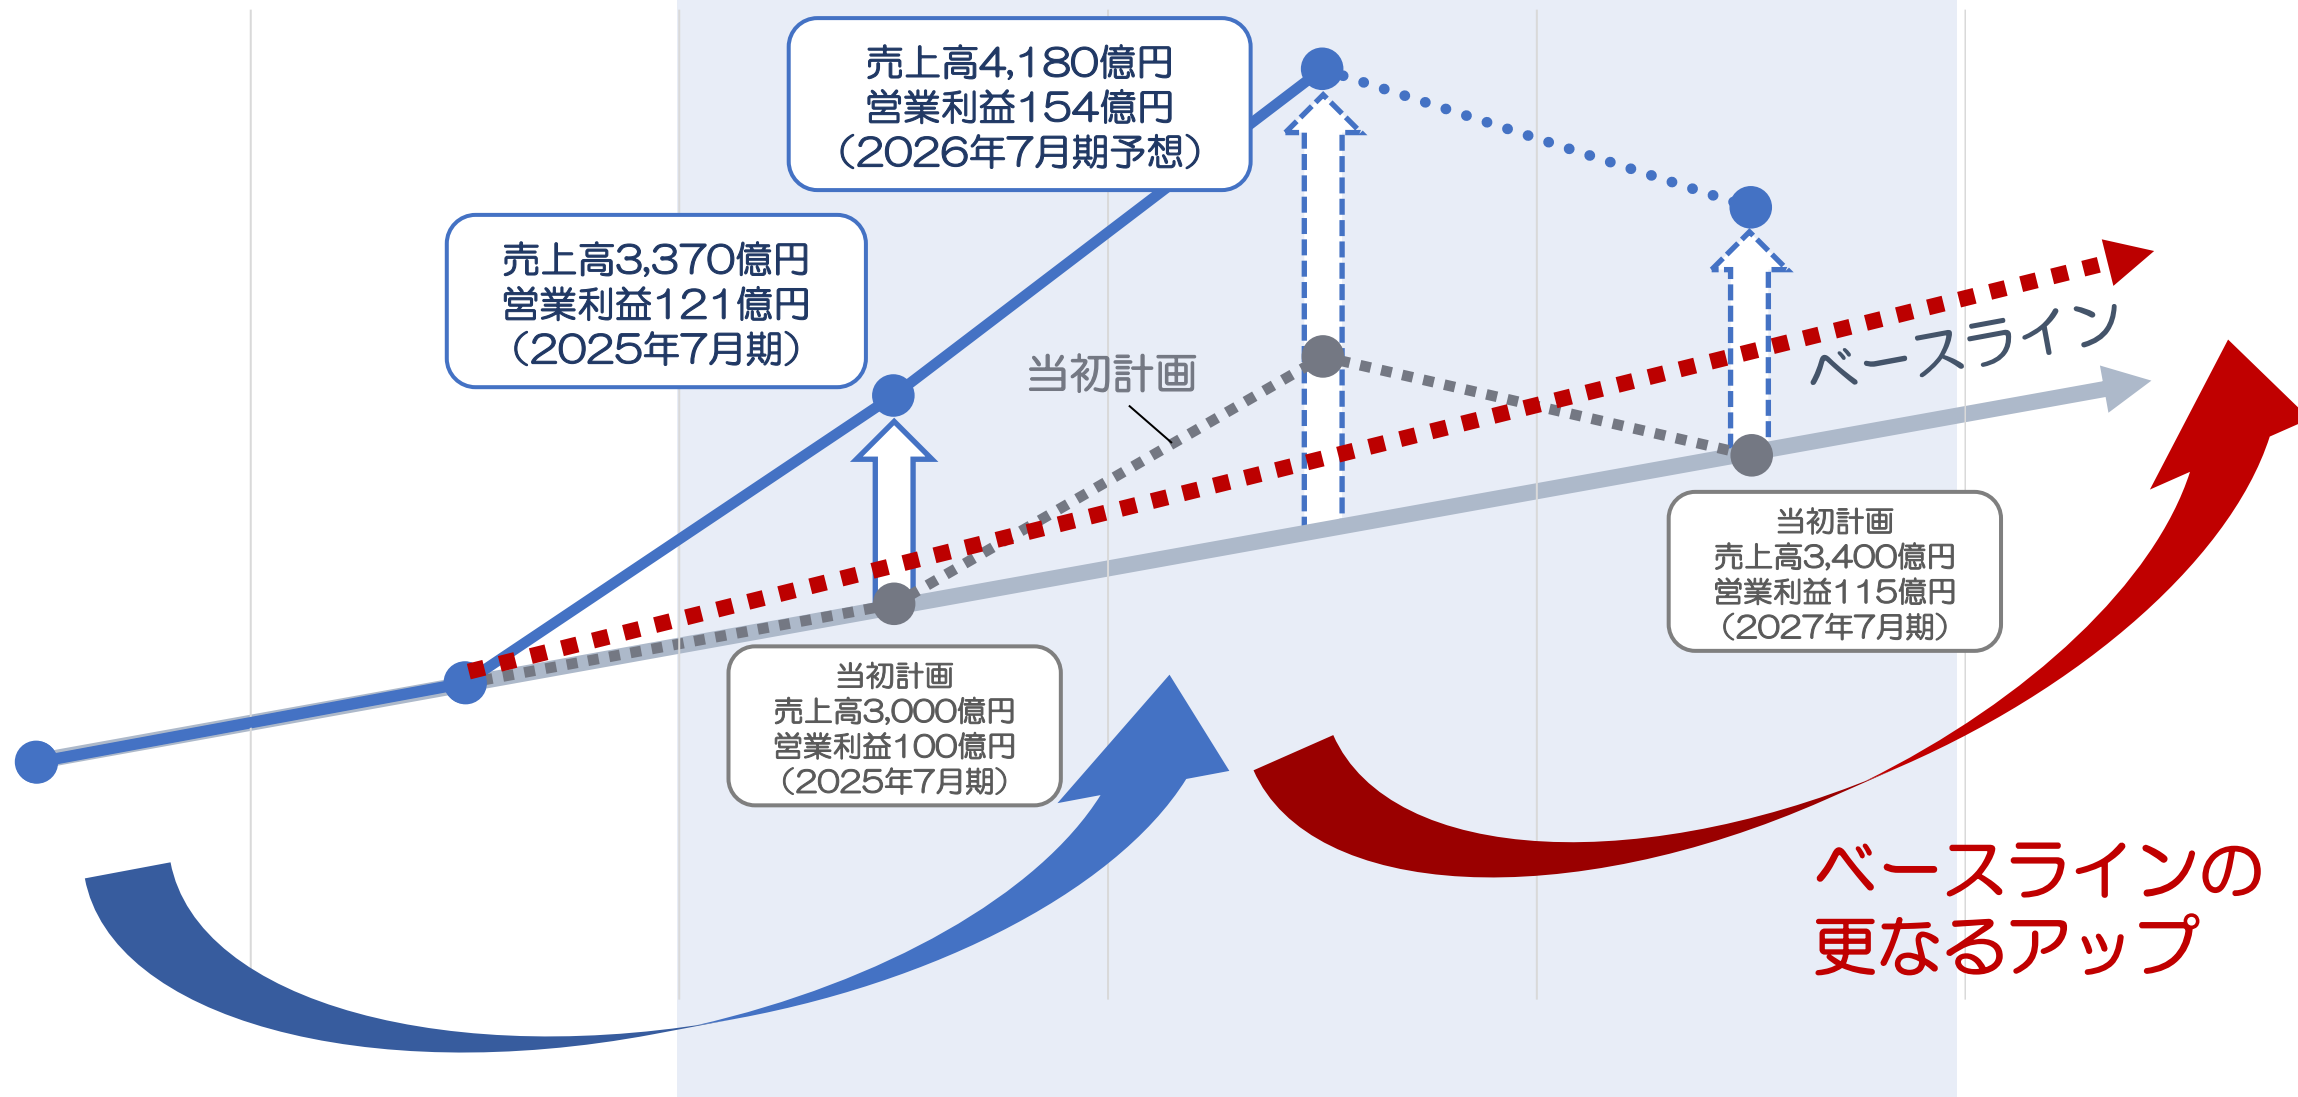 売上高4,180億円
営業利益154億円
（2026年7月期予想）
売上高3,370億円
営業利益121億円
（2025年7月期）
当初計画
ベースライン
当初計画
売上高3,400億円
営業利益115億円
（2027年7月期）
当初計画
売上高3,000億円
営業利益100億円
（2025年7月期）
ベースラインの
更なるアップ